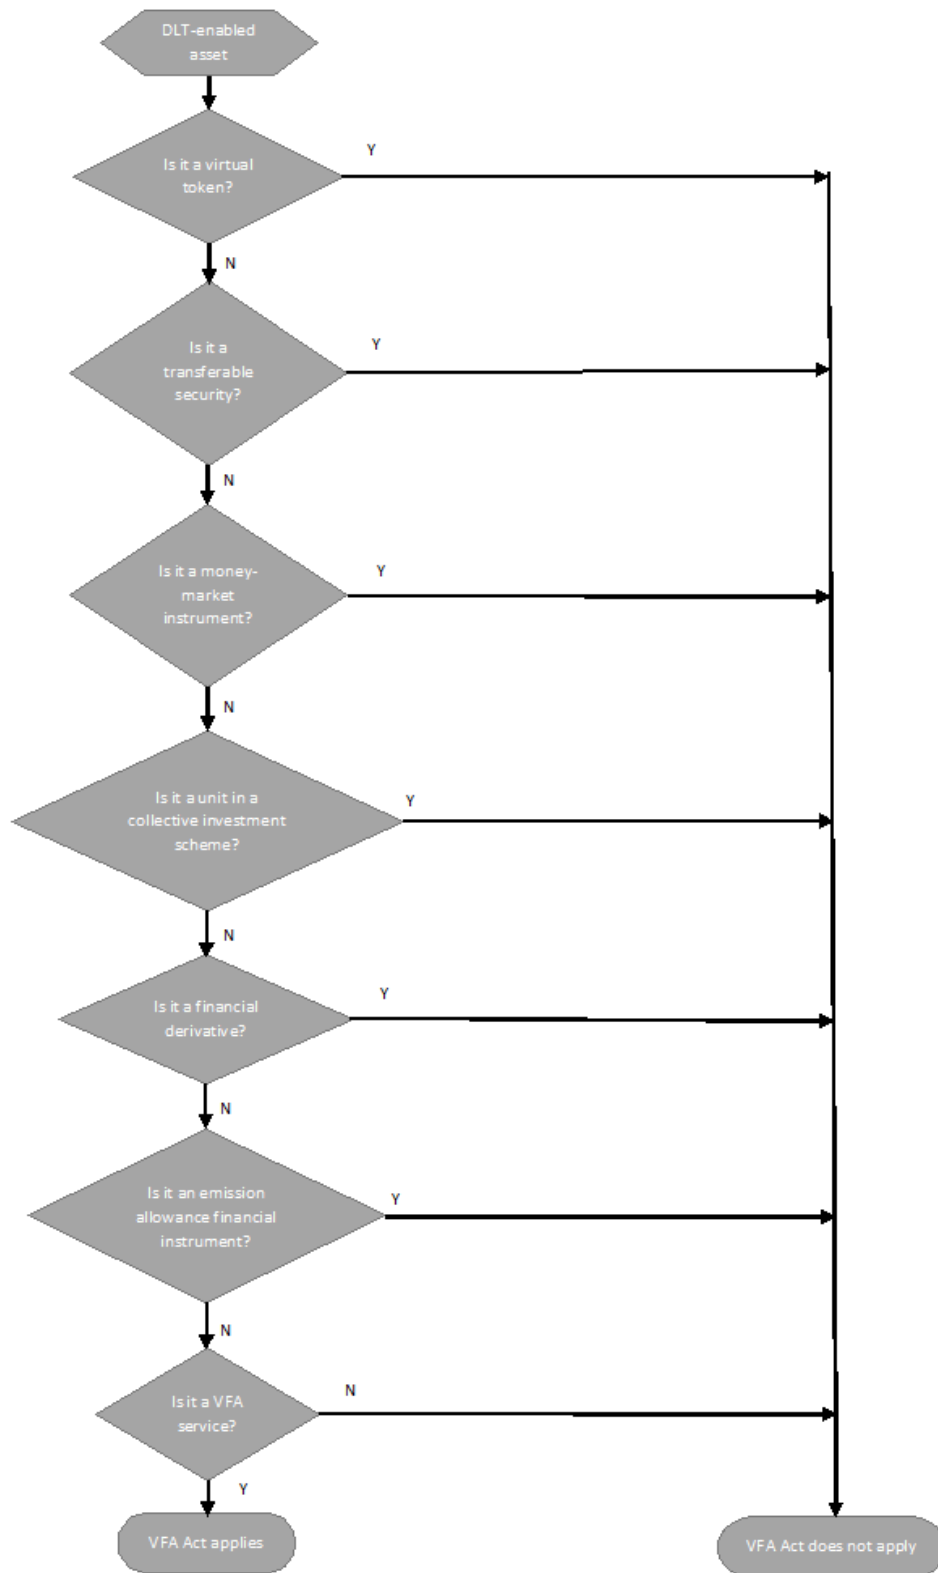 DLT-enabled
asset
Is it a virtual
token?
Y
N
Is it a
transferable
security?
Y
N
Is it a money-
market
instrument?
Y
N
Is it a unit in a
collective investment
scheme?
Y
N
Is it a financial
derivative?
Y
N
Is it an emission
allowance financial
instrument?
Y
N
Is it a VFA
service?
N
Y
VFA Act applies
VFA Act does not apply